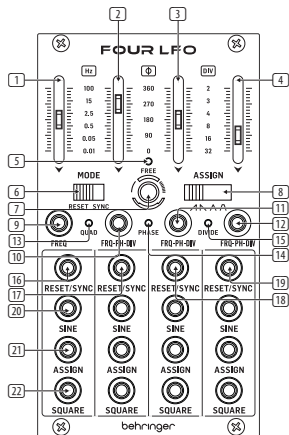 2 3
1 4
FOUR LFO
Hz Φ DIV
100 360 2
15 270 3
2.5 4
0.5 180 8
0.05 90 16
0.01 0 32
5 FREE
MODE ASSIGN
6 8
RESET SYNC
7
9 11
12
FREQ QUAD FRQ-PH-DIV PHASE FRQ-PH-DIV DIVIDE FRQ-PH-DIV
13 15
10 14
16 19
17 18
RESET/SYNC RESET/SYNC RESET/SYNC RESET/SYNC
20
SINE SINE SINE SINE
21
ASSIGN ASSIGN ASSIGN ASSIGN
22
SQUARE SQUARE SQUARE SQUARE
behringer